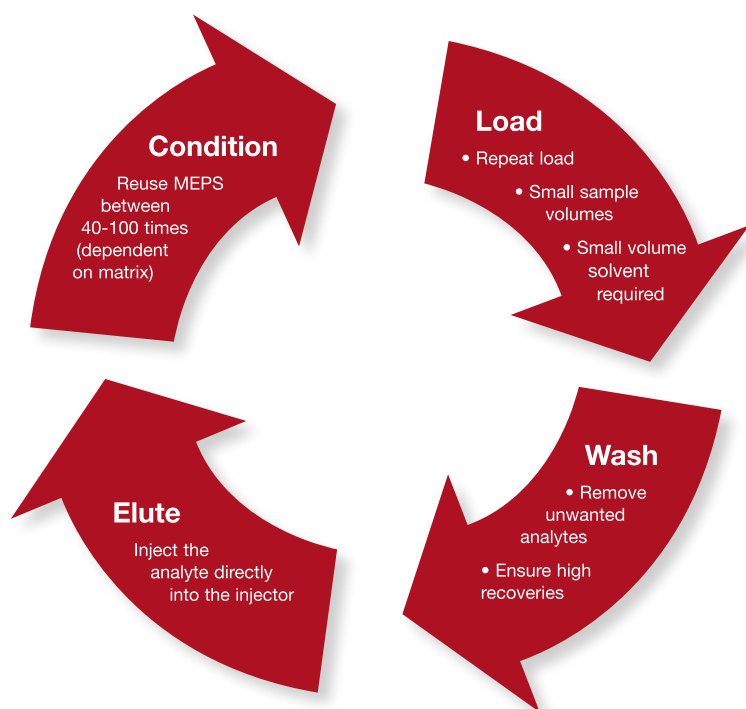 Condition
Reuse MEPS
between
40-100 times
(dependent
on matrix)
Load
• Repeat load
• Small sample
volumes
• Small volume
solvent
required
Wash
• Remove
unwanted
analytes
• Ensure high
recoveries
Elute
Inject the
analyte directly
into the injector